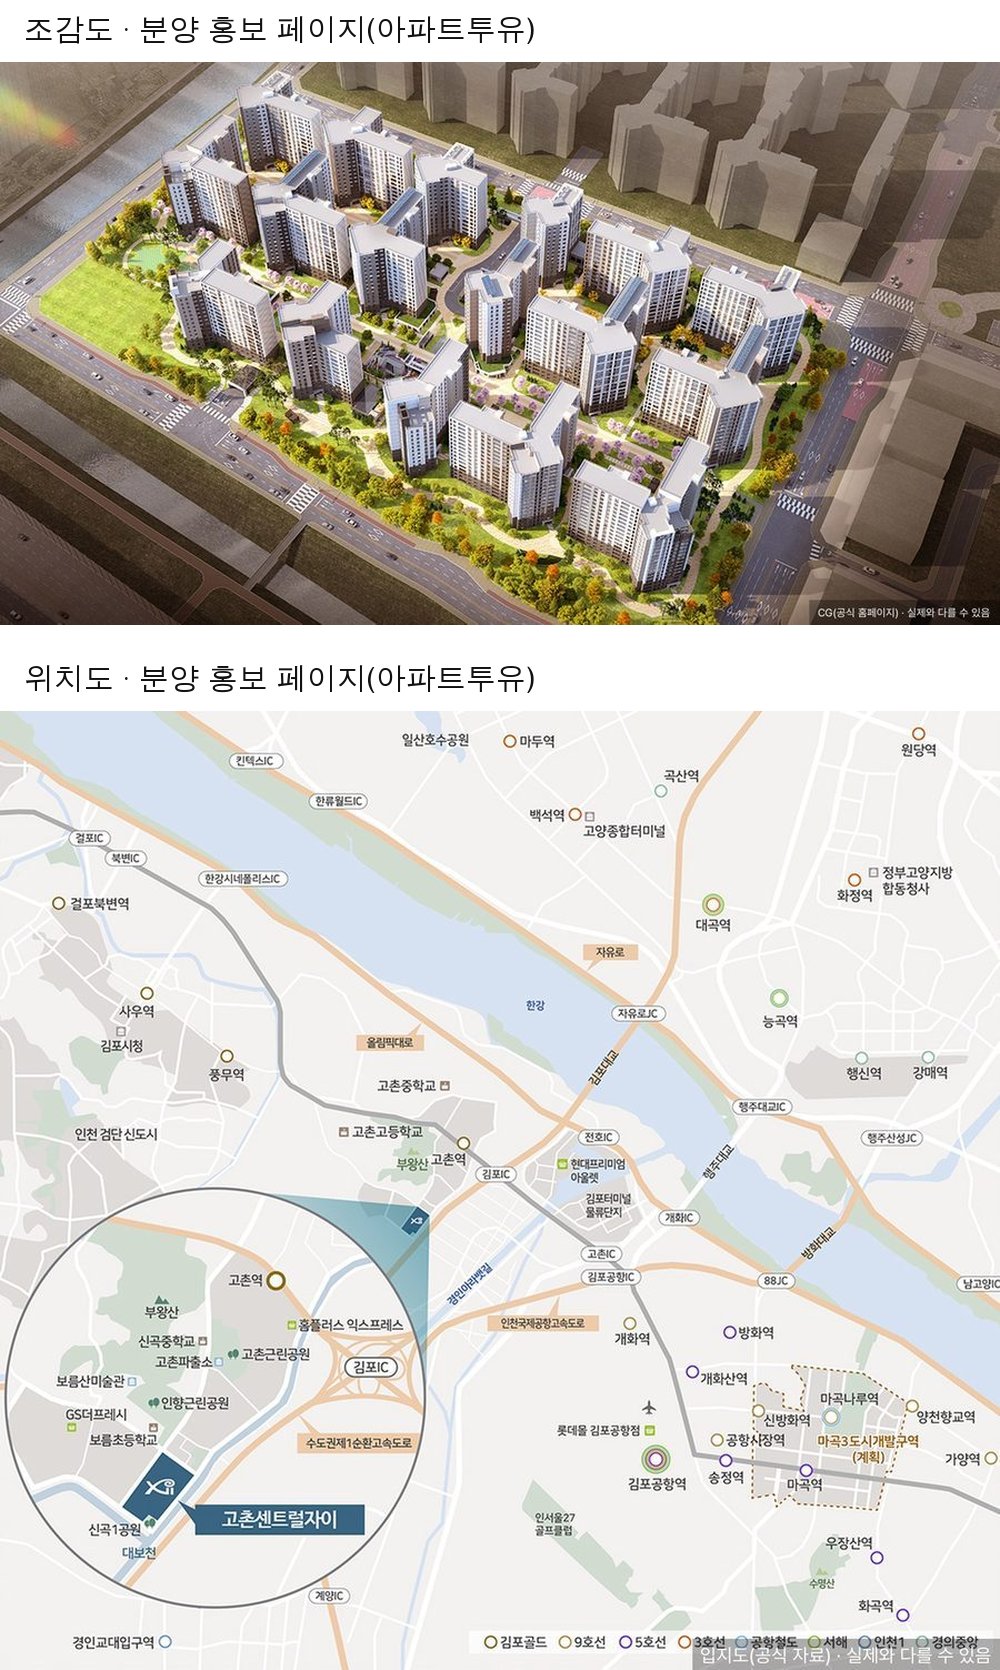 조감도 · 분양 홍보 페이지(아파트투유)
CG(공식 홈페이지) · 실제와 다를 수 있음
위치도 · 분양 홍보 페이지(아파트투유)
일산호수공원
마두역
원당역
킨텍스IC
곡산역
한류월드IC
백석역
고양종합터미널
걸포IC
북변IC
한강시네폴리스IC
정부고양지방
합동청사
화정역
걸포북변역
대곡역
자유로
사우역
한강
자유로JC
능곡역
김포시청
올림픽대로
풍무역
김포대교
행신역
강매역
고촌중학교
행주대교IC
인천 검단 신도시
고촌고등학교
고촌역
전호IC
행주산성JC
부왕산
김포IC
현대프리미엄
아울렛
행주대교
김포터미널
물류단지
개화IC
방화대교
고촌IC
김포공항IC
88JC
남고양IC
경인아라뱃길
고촌역
부왕산
홈플러스 익스프레스
인천국제공항고속도로
개화역
방화역
신곡중학교
고촌근린공원
고촌파출소
김포IC
보름산미술관
개화산역
인향근린공원
마곡나루역
GS더프레시
신방화역
양천향교역
보름초등학교
수도권제1순환고속도로
롯데몰 김포공항점
공항시장역
마곡3도시개발구역
(계획)
가양역
김포공항역
송정역
마곡역
고촌센트럴자이
신곡1공원
대보천
인서울27
골프클럽
우장산역
수명산
계양IC
화곡역
경인교대입구역
김포골드
9호선
5호선
3호선
공항철도
서해
인천1
경의중앙
입지도(공식 자료) · 실제와 다를 수 있음